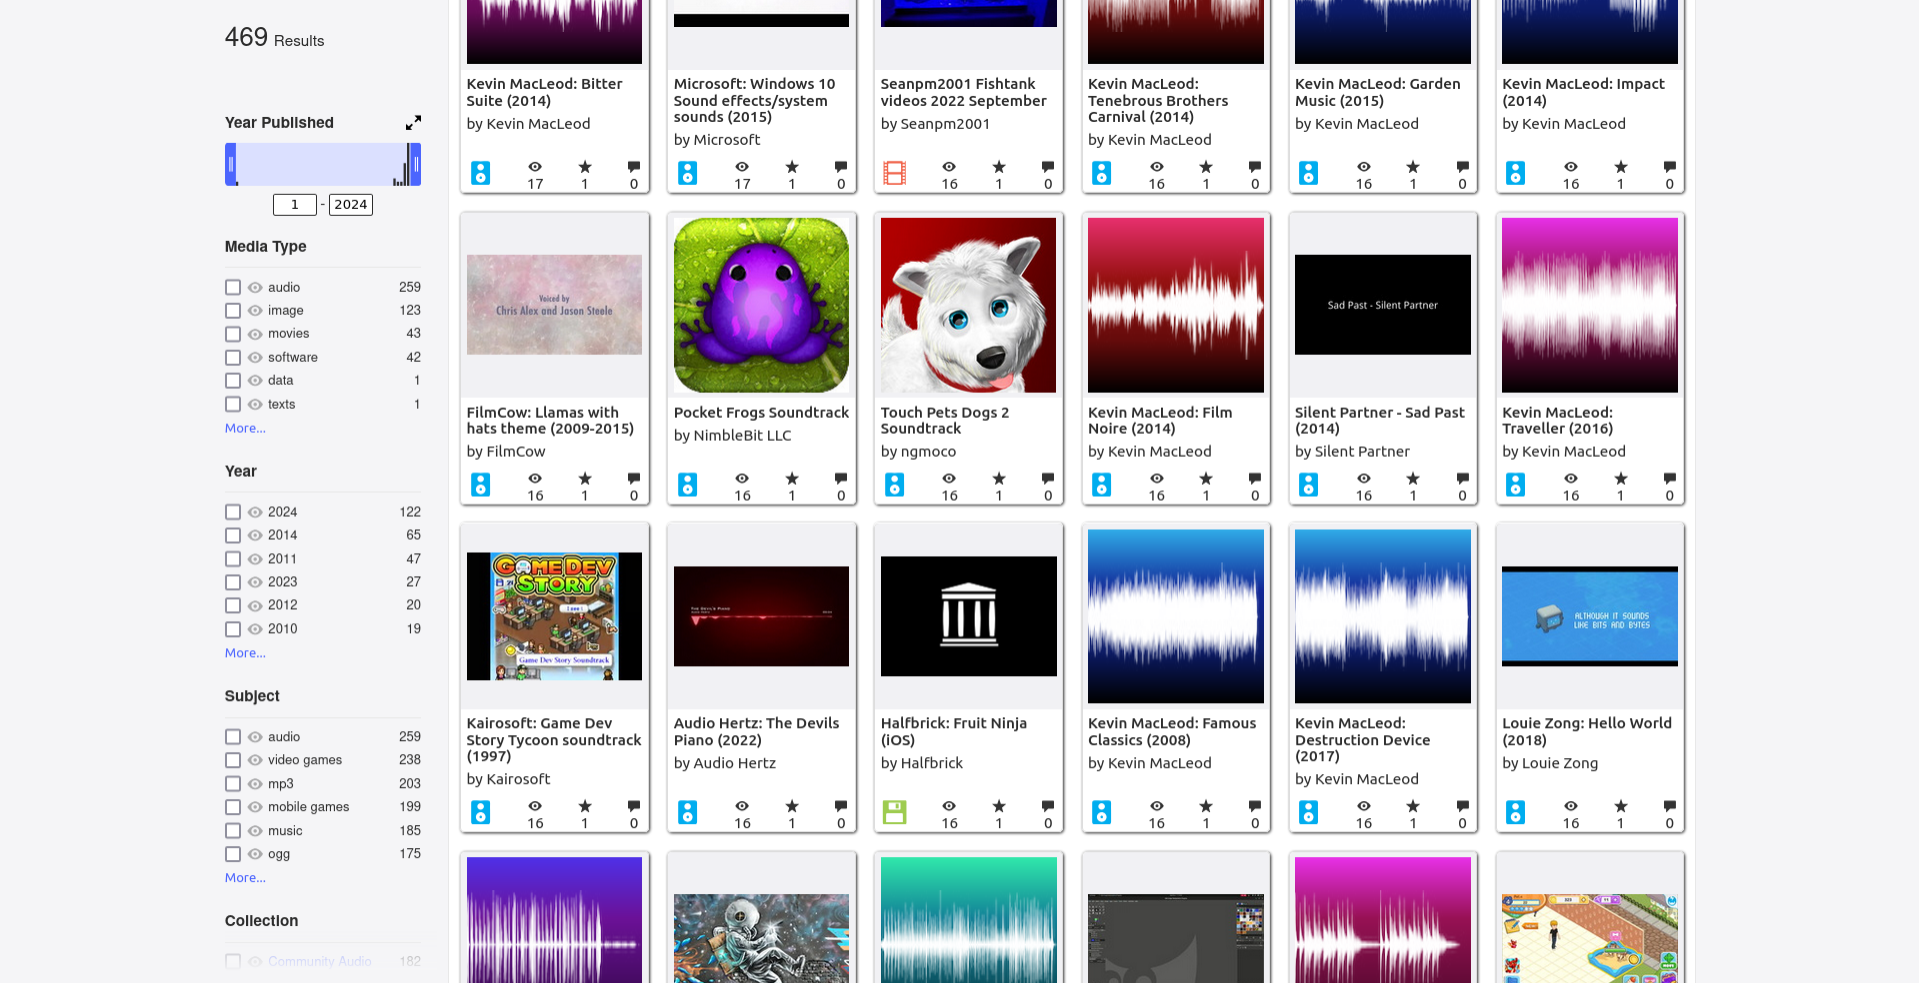 469 Results
Year Published
1 - 2024
Media Type
audio 259
image 123
movies 43
software 42
data 1
texts 1
More...
Year
2024 122
2014 65
2011 47
2023 27
2012 20
2010 19
More...
Subject
audio 259
video games 238
mp3 203
mobile games 199
music 185
ogg 175
More...
Collection
Community Audio 182
Kevin MacLeod: Bitter
Suite (2014)
by Kevin MacLeod
17 1 0
Microsoft: Windows 10
Sound effects/system
sounds (2015)
by Microsoft
17 1 0
Seanpm2001 Fishtank
videos 2022 September
by Seanpm2001
16 1 0
Kevin MacLeod:
Tenebrous Brothers
Carnival (2014)
by Kevin MacLeod
16 1 0
Kevin MacLeod: Garden
Music (2015)
by Kevin MacLeod
16 1 0
Kevin MacLeod: Impact
(2014)
by Kevin MacLeod
16 1 0
Voiced by
Chris Alex and Jason Steele
FilmCow: Llamas with
hats theme (2009-2015)
by FilmCow
16 1 0
Pocket Frogs Soundtrack
by NimbleBit LLC
16 1 0
Touch Pets Dogs 2
Soundtrack
by ngmoco
16 1 0
Kevin MacLeod: Film
Noire (2014)
by Kevin MacLeod
16 1 0
Sad Past - Silent Partner
Silent Partner - Sad Past
(2014)
by Silent Partner
16 1 0
Kevin MacLeod:
Traveller (2016)
by Kevin MacLeod
16 1 0
GAME DEV
STORY
Game Dev Story Soundtrack
Kairosoft: Game Dev
Story Tycoon soundtrack
(1997)
by Kairosoft
16 1 0
THE DEVIL'S PIANO
Audio Hertz: The Devils
Piano (2022)
by Audio Hertz
16 1 0
Halfbrick: Fruit Ninja
(iOS)
by Halfbrick
16 1 0
Kevin MacLeod: Famous
Classics (2008)
by Kevin MacLeod
16 1 0
Kevin MacLeod:
Destruction Device
(2017)
by Kevin MacLeod
16 1 0
ALTHOUGH IT SOUNDS
LIKE BITS AND BYTES
Louie Zong: Hello World
(2018)
by Louie Zong
16 1 0